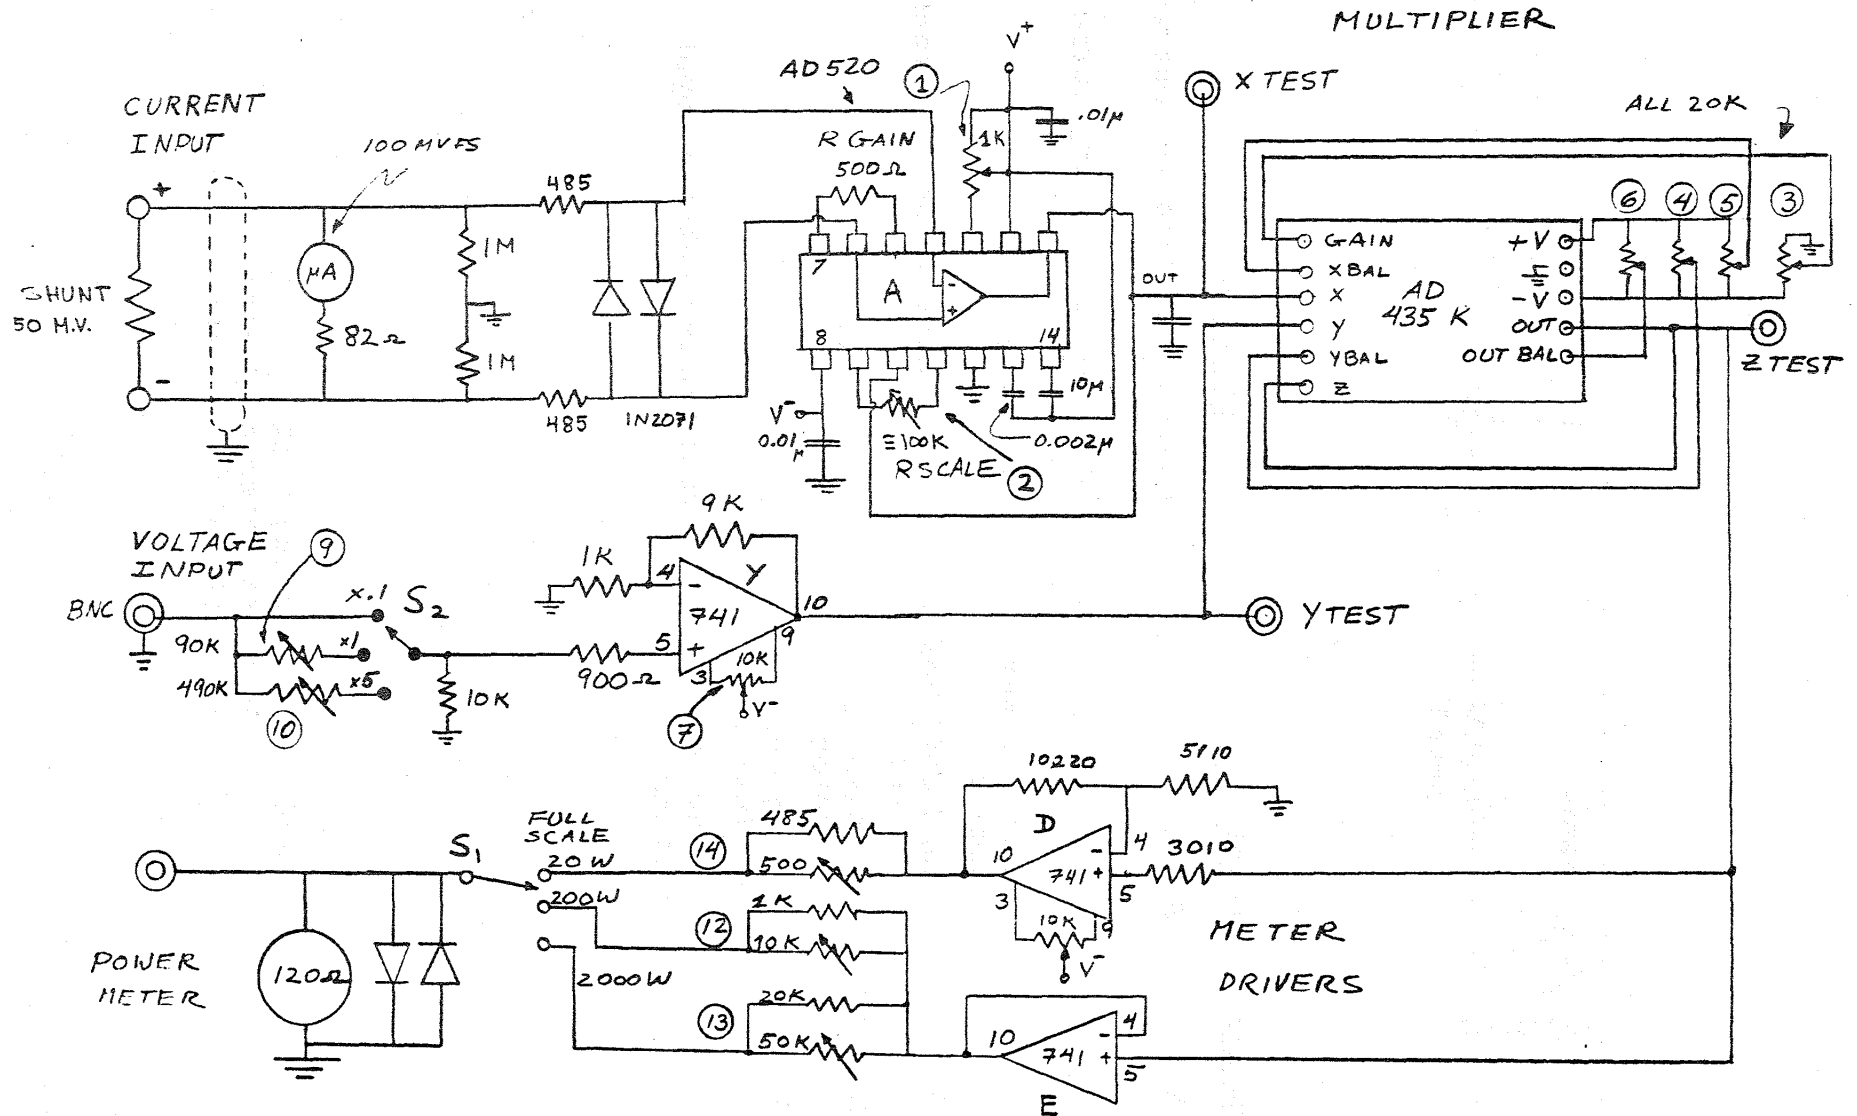 MULTIPLIER
CURRENT
INPUT
100 MVFS
+
SHUNT
50 M.V.
-
μA
82Ω
1M
1M
485
485
1N2071
AD520
R GAIN
500Ω
1
V+
1K
.01μ
7
A
-
+
8
14
V-
0.01
μ
≡100K
R SCALE
2
10μ
0.002μ
OUT
X TEST
ALL 20K
3
6
4
5
GAIN
XBAL
X
Y
YBAL
Z
AD
435 K
+V
-V
OUT
OUT BAL
Z TEST
VOLTAGE
INPUT
BNC
9
90K
490K
10
X.1
X1
X5
S2
10K
900Ω
1K
9K
4
-
Y
741
5
+
3
10K
9
10
V-
7
Y TEST
POWER
METER
120Ω
S1
FULL
SCALE
20W
200W
2000W
14
485
500
12
1K
10K
13
20K
50K
10220
D
10
741
-
+
4
5
3
10K
9
V-
3010
METER
DRIVERS
10
741
-
+
4
5
E